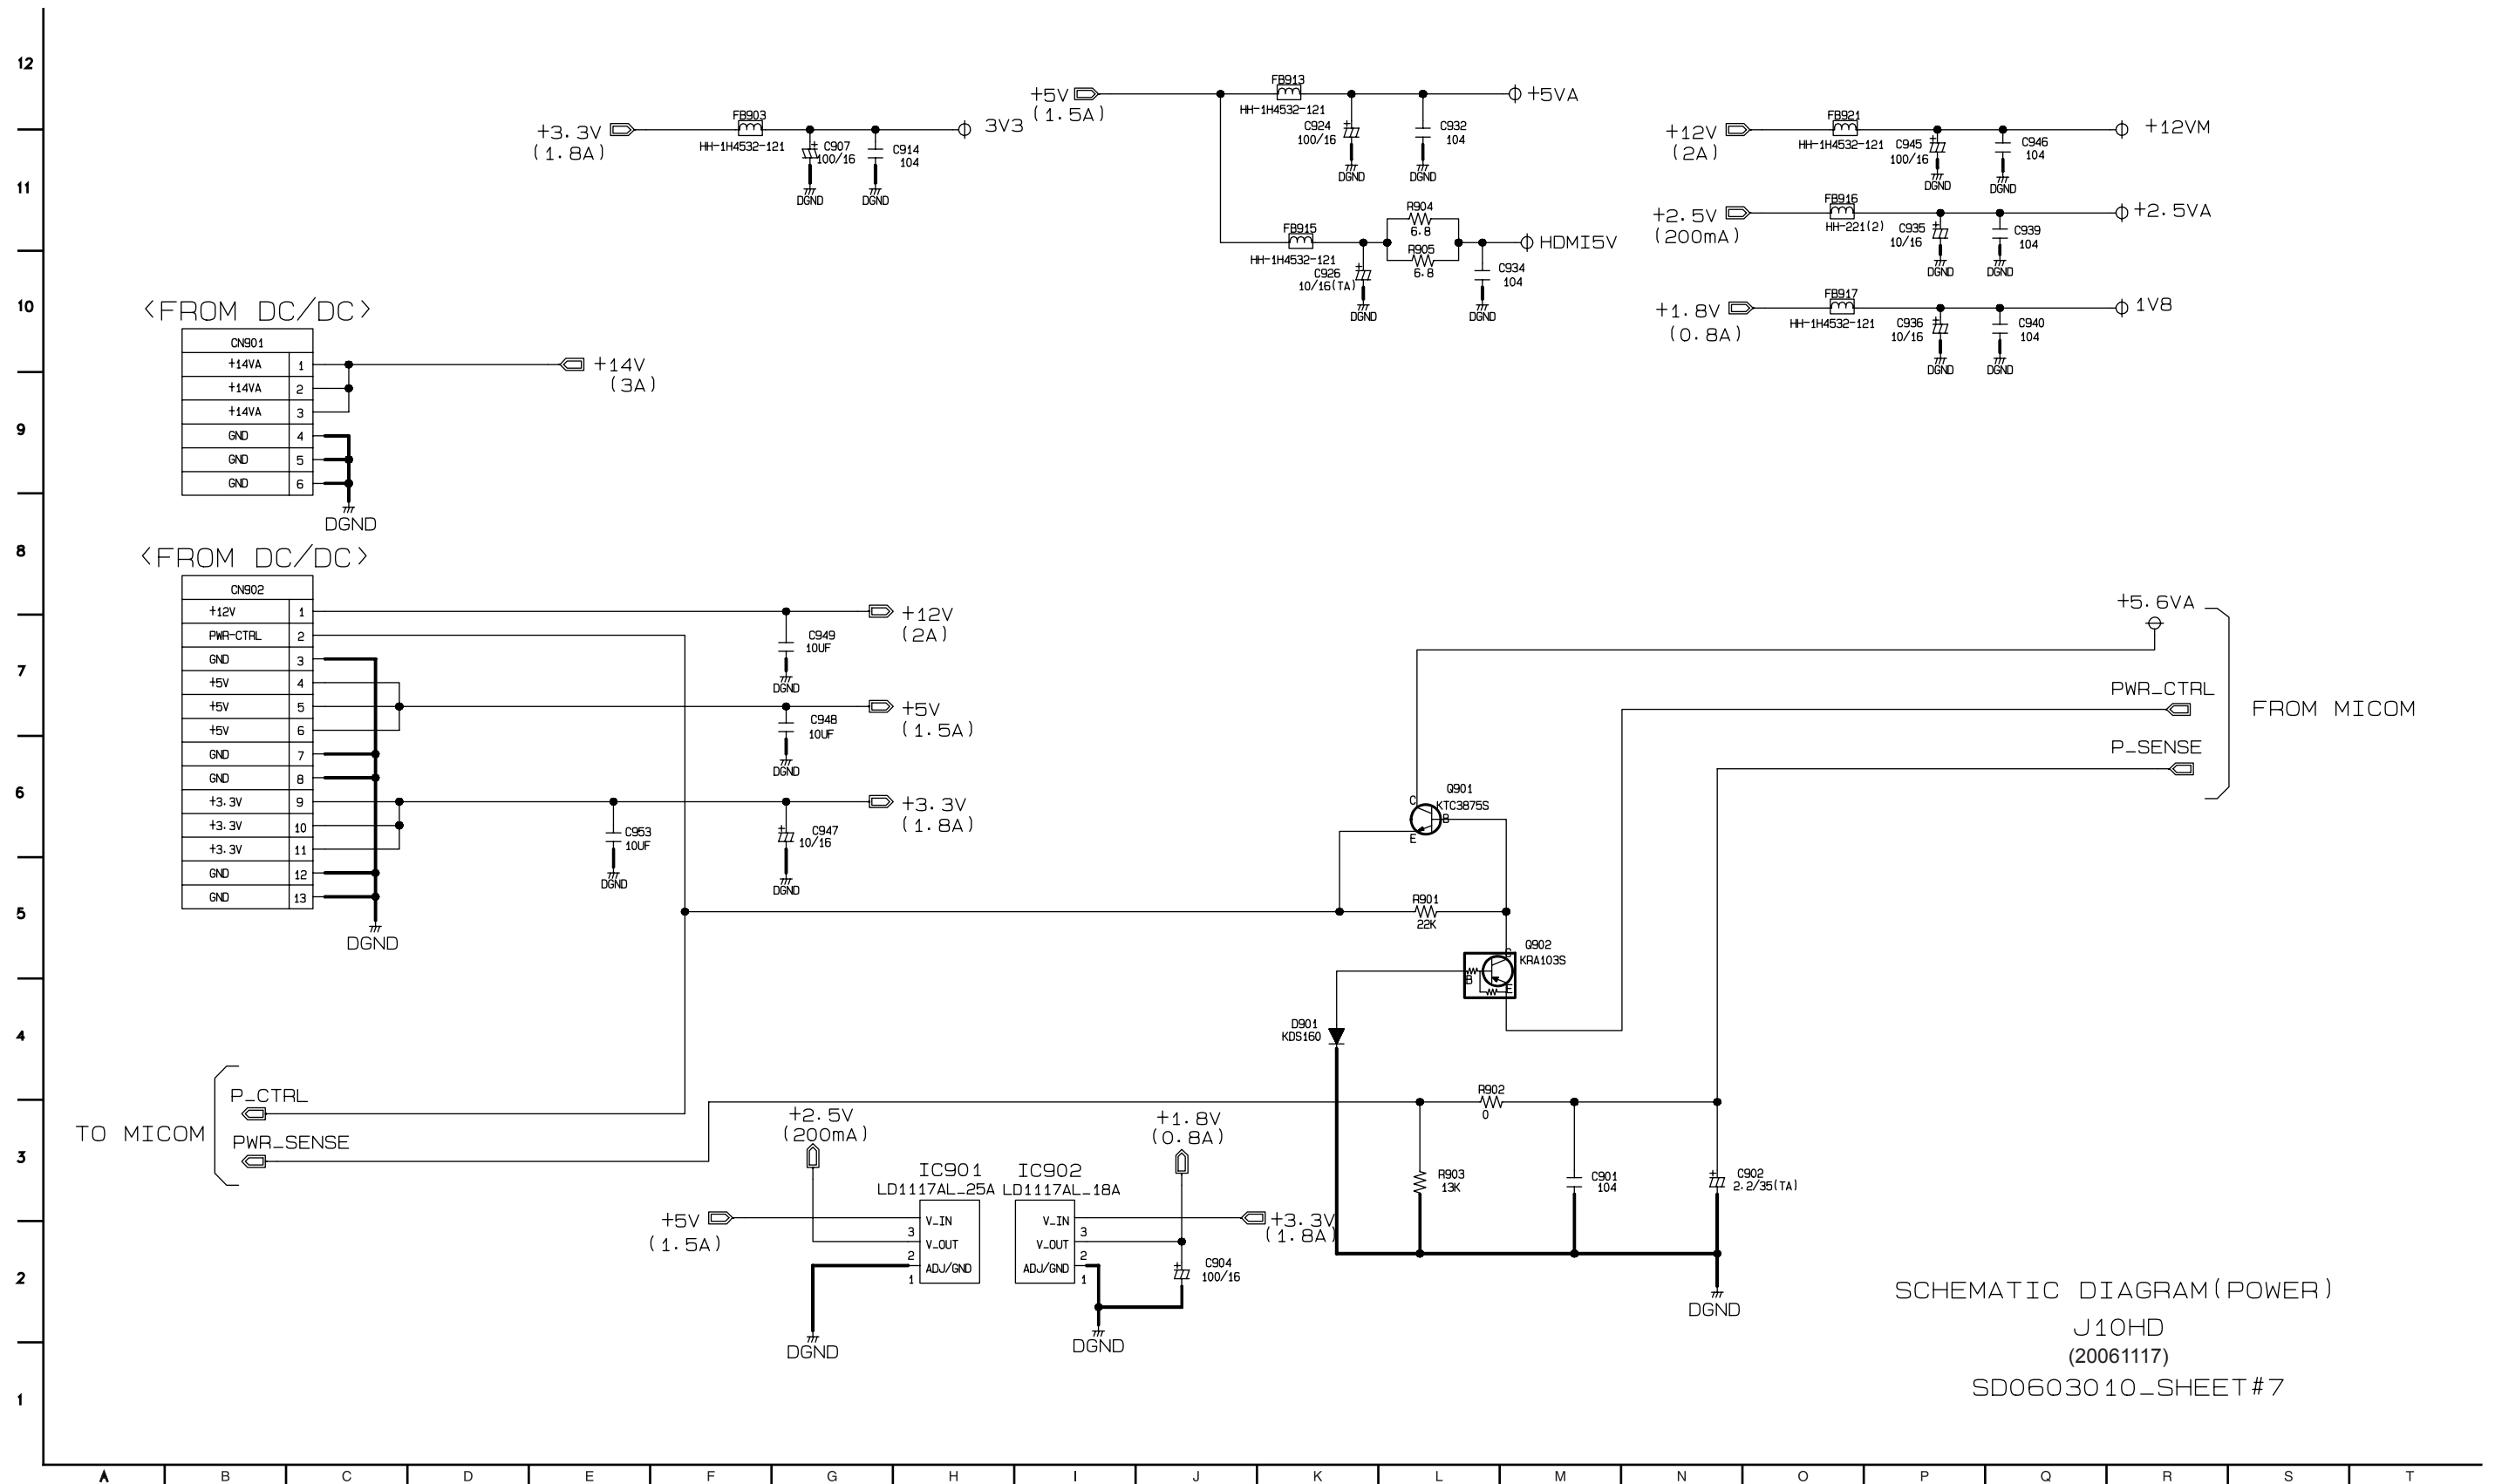 12
11
10
9
8
7
6
5
4
3
2
1
+3.3V
(1.8A)
FB903
HH-1H4532-121
C907
100/16
C914
104
DGND
DGND
3V3
+5V
(1.5A)
FB913
HH-1H4532-121
C924
100/16
C932
104
DGND
DGND
+5VA
FB915
HH-1H4532-121
C926
10/16(TA)
R904
6.8
R905
6.8
C934
104
DGND
DGND
HDMI5V
+12V
(2A)
FB921
HH-1H4532-121
C945
100/16
C946
104
DGND
DGND
+12VM
+2.5V
(200mA)
FB916
HH-221(2)
C935
10/16
C939
104
DGND
DGND
+2.5VA
+1.8V
(0.8A)
FB917
HH-1H4532-121
C936
10/16
C940
104
DGND
DGND
1V8
<FROM DC/DC>
CN901
+14VA 1
+14VA 2
+14VA 3
GND 4
GND 5
GND 6
DGND
+14V
(3A)
<FROM DC/DC>
CN902
+12V 1
PWR-CTRL 2
GND 3
+5V 4
+5V 5
+5V 6
GND 7
GND 8
+3.3V 9
+3.3V 10
+3.3V 11
GND 12
GND 13
DGND
C949
10UF
DGND
+12V
(2A)
C948
10UF
DGND
+5V
(1.5A)
C953
10UF
DGND
C947
10/16
DGND
+3.3V
(1.8A)
+5.6VA
PWR_CTRL
P_SENSE
FROM MICOM
Q901
KTC3875S
C
B
E
R901
22K
Q902
KRA103S
C
B
E
D901
KDS160
R902
0
R903
13K
C901
104
C902
2.2/35(TA)
DGND
TO MICOM
P_CTRL
PWR_SENSE
+2.5V
(200mA)
+5V
(1.5A)
IC901
LD1117AL_25A
V_IN
3
V_OUT
2
ADJ/GND
1
DGND
IC902
LD1117AL_18A
V_IN
3
V_OUT
2
ADJ/GND
1
DGND
+1.8V
(0.8A)
+3.3V
(1.8A)
C904
100/16
SCHEMATIC DIAGRAM(POWER)
J10HD
(20061117)
SD0603010_SHEET#7
A B C D E F G H I J K L M N O P Q R S T